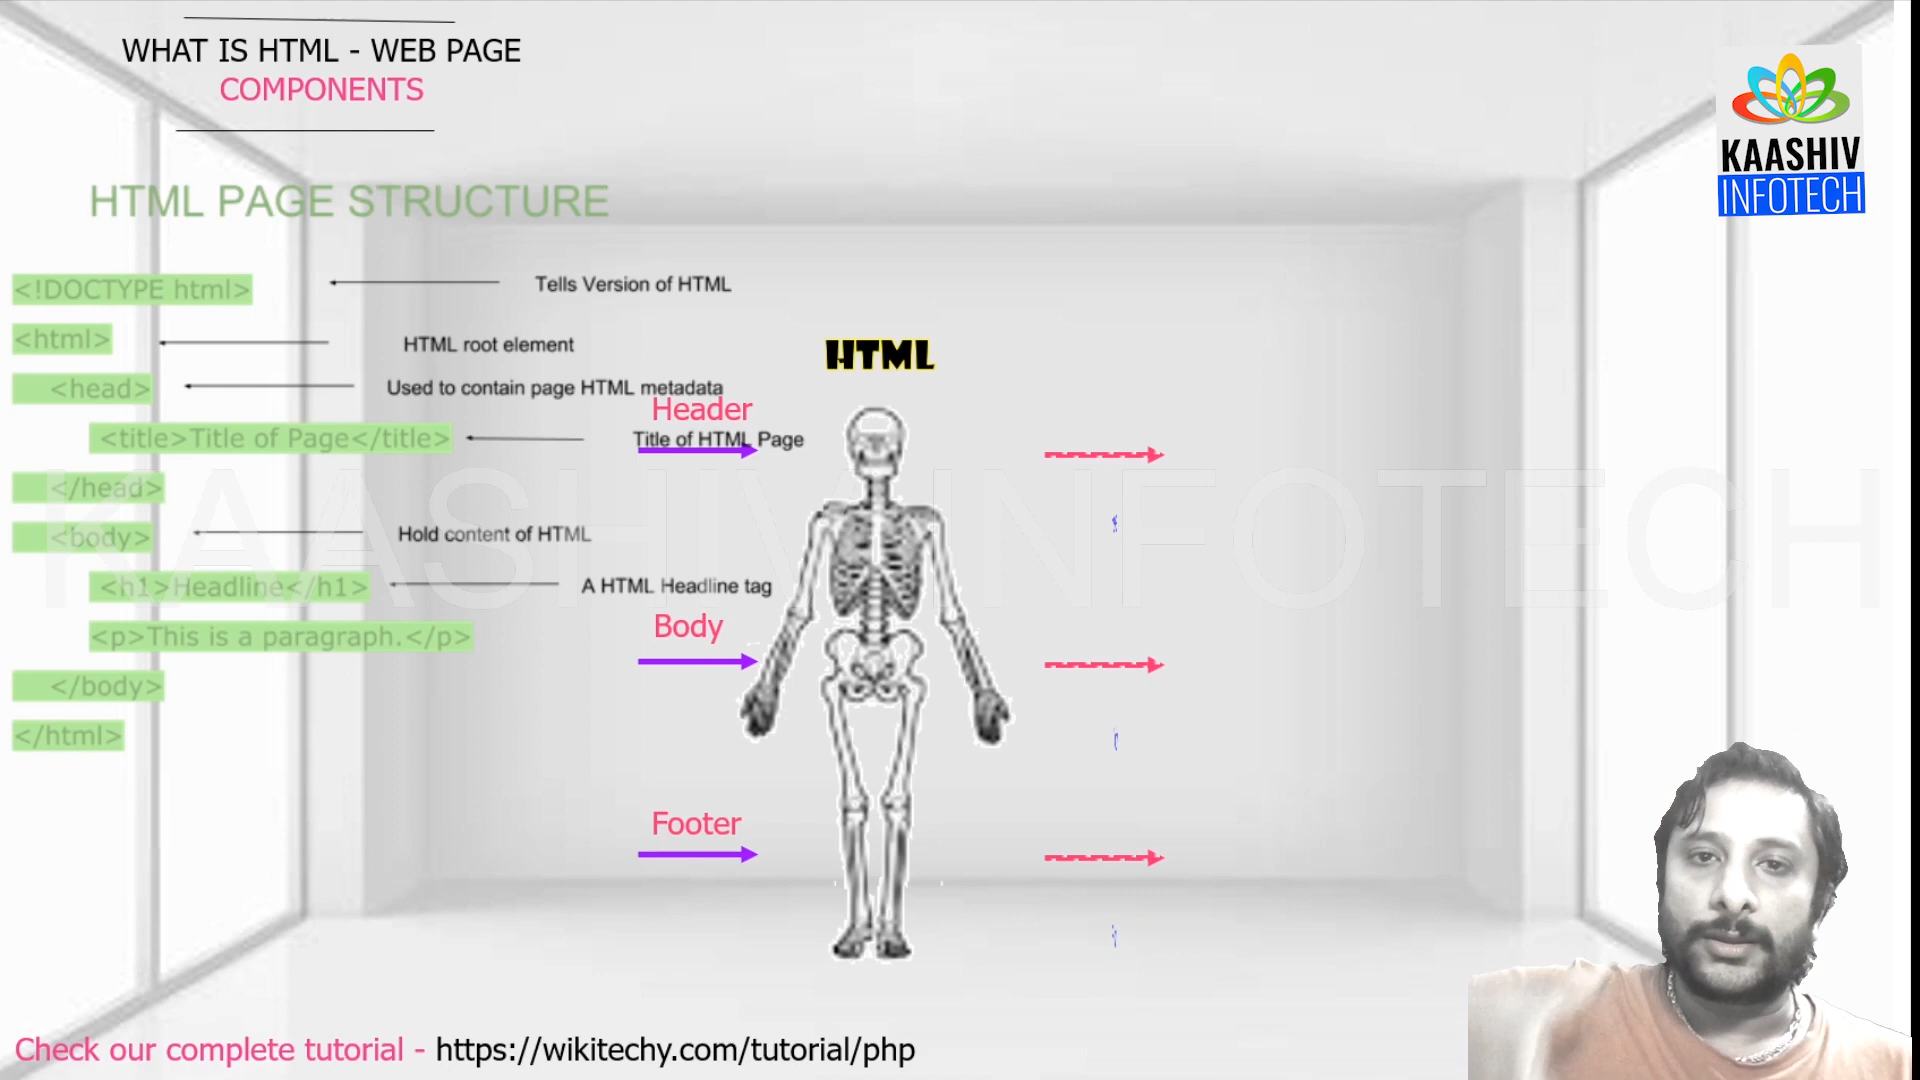 WHAT IS HTML - WEB PAGE
COMPONENTS
KAASHIV
INFOTECH
HTML PAGE STRUCTURE
<!DOCTYPE html>
Tells Version of HTML
<html>
HTML root element
<head>
Used to contain page HTML metadata
<title>Title of Page</title>
Title of HTML Page
</head>
<body>
Hold content of HTML
<h1>Headline</h1>
A HTML Headline tag
<p>This is a paragraph.</p>
</body>
</html>
HTML
Header
Body
Footer
KAASHIV INFOTECH
Check our complete tutorial - https://wikitechy.com/tutorial/php